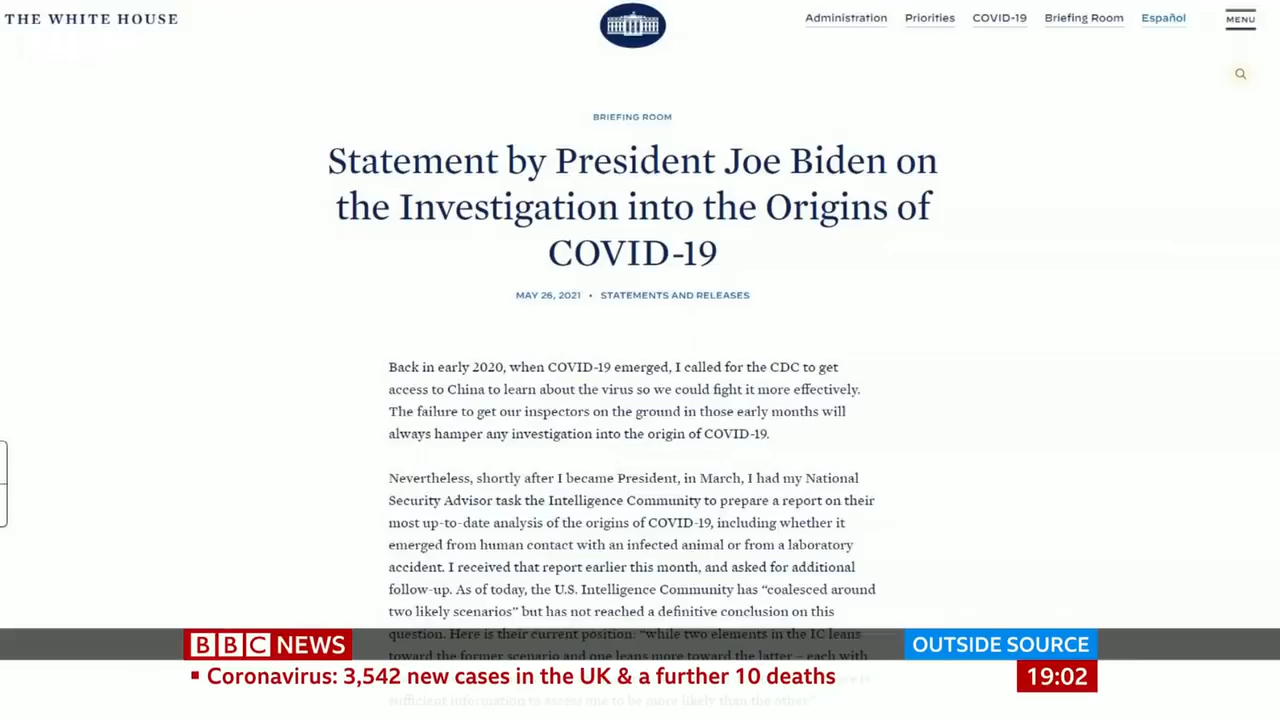 THE WHITE HOUSE
Administration Priorities COVID-19 Briefing Room Español MENU
BRIEFING ROOM
Statement by President Joe Biden on
the Investigation into the Origins of
COVID-19
MAY 26, 2021 • STATEMENTS AND RELEASES
Back in early 2020, when COVID-19 emerged, I called for the CDC to get
access to China to learn about the virus so we could fight it more effectively.
The failure to get our inspectors on the ground in those early months will
always hamper any investigation into the origin of COVID-19.
Nevertheless, shortly after I became President, in March, I had my National
Security Advisor task the Intelligence Community to prepare a report on their
most up-to-date analysis of the origins of COVID-19, including whether it
emerged from human contact with an infected animal or from a laboratory
accident. I received that report earlier this month, and asked for additional
follow-up. As of today, the U.S. Intelligence Community has “coalesced around
two likely scenarios” but has not reached a definitive conclusion on this
question. Here is their current position: “while two elements in the IC leans
toward the former scenario and one leans more toward the latter – each with
sufficient information to assess one to be more likely than the other”
BBC NEWS
OUTSIDE SOURCE
Coronavirus: 3,542 new cases in the UK & a further 10 deaths
19:02